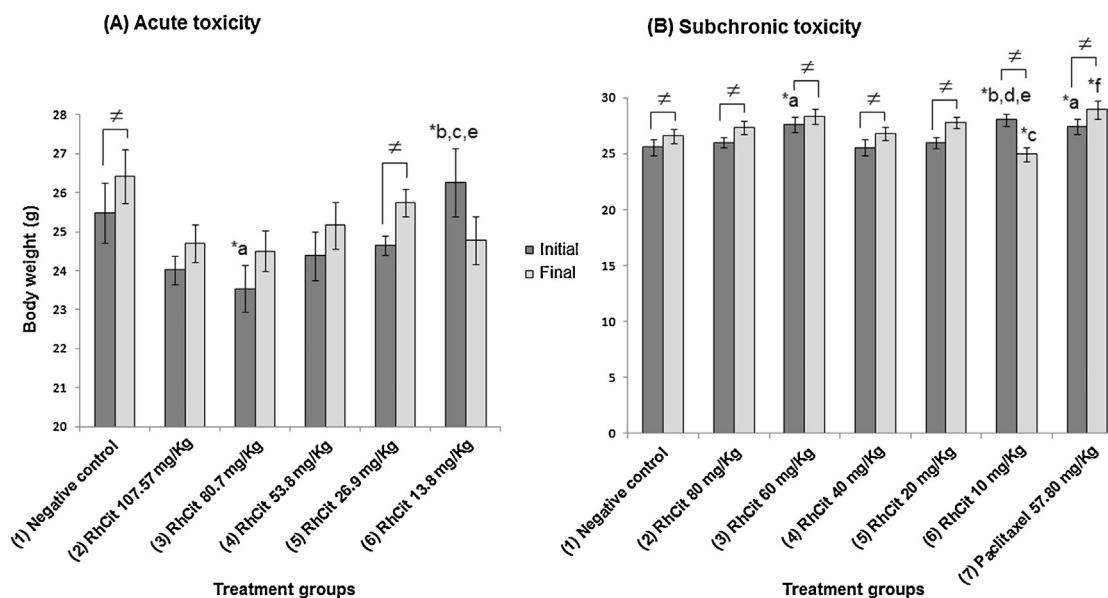 (A) Acute toxicity
Body weight (g)
28
27
26
25
24
23
22
21
20
≠
*a
≠
*b,c,e
(1) Negative control
(2) RhCit 107.57 mg/Kg
(3) RhCit 80.7 mg/Kg
(4) RhCit 53.8 mg/Kg
(5) RhCit 26.9 mg/Kg
(6) RhCit 13.8 mg/Kg
Treatment groups
Initial
Final
(B) Subchronic toxicity
30
25
20
15
10
5
0
≠
≠
≠
*a
≠
≠
≠
*b,d,e
*c
≠
*a
*f
(1) Negative control
(2) RhCit 80 mg/Kg
(3) RhCit 60 mg/Kg
(4) RhCit 40 mg/Kg
(5) RhCit 20 mg/Kg
(6) RhCit 10 mg/Kg
(7) Paclitaxel 57.80 mg/Kg
Treatment groups